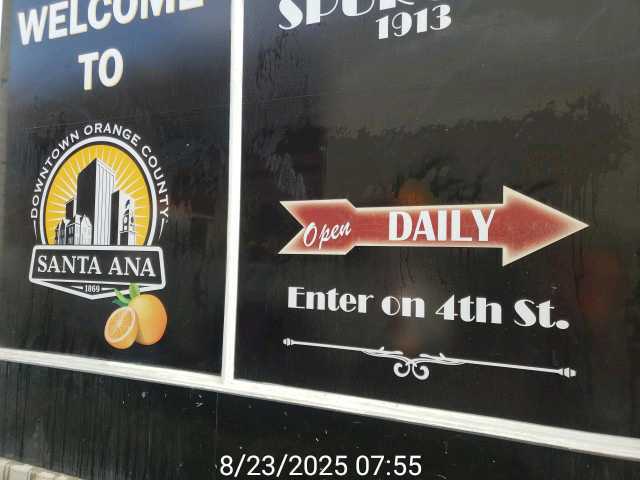 WELCOME
TO
DOWNTOWN ORANGE COUNTY
SANTA ANA
1869
1913
Open DAILY
Enter on 4th St.
8/23/2025 07:55